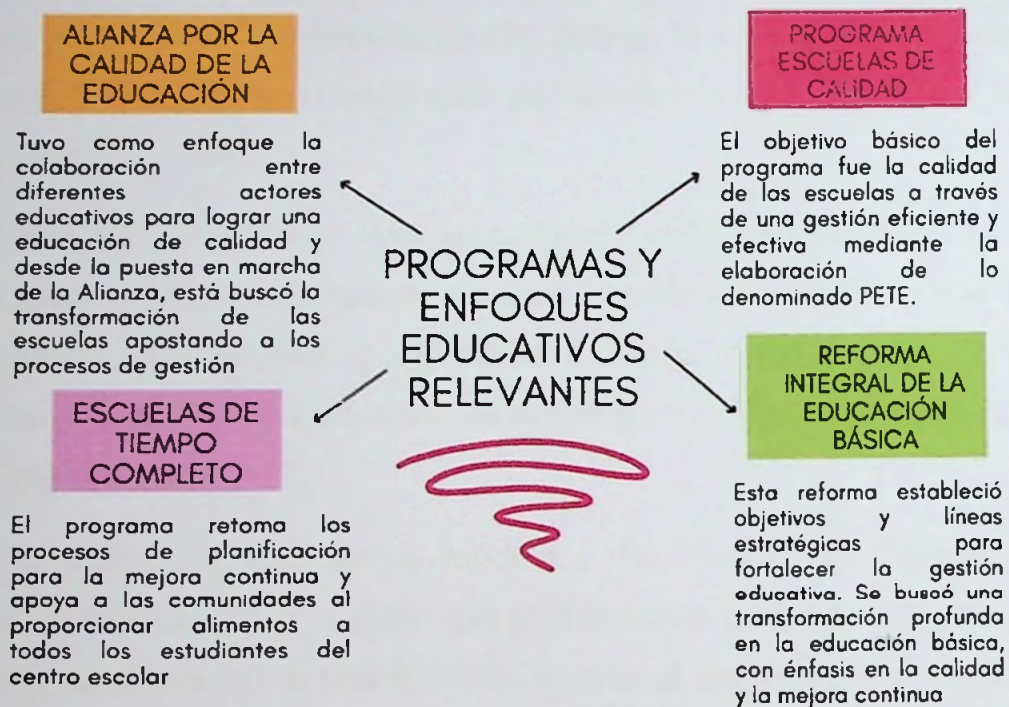 ALIANZA POR LA
CALIDAD DE LA
EDUCACIÓN
Tuvo como enfoque la
colaboración entre
diferentes actores
educativos para lograr una
educación de calidad y
desde la puesta en marcha
de la Alianza, está buscó la
transformación de las
escuelas apostando a los
procesos de gestión
PROGRAMA
ESCUELAS DE
CALIDAD
El objetivo básico del
programa fue la calidad
de las escuelas a través
de una gestión eficiente y
efectiva mediante la
elaboración de lo
denominado PETE.
PROGRAMAS Y
ENFOQUES
EDUCATIVOS
RELEVANTES
ESCUELAS DE
TIEMPO
COMPLETO
El programa retoma los
procesos de planificación
para la mejora continua y
apoya a las comunidades al
proporcionar alimentos a
todos los estudiantes del
centro escolar
REFORMA
INTEGRAL DE LA
EDUCACIÓN
BÁSICA
Esta reforma estableció
objetivos y líneas
estratégicas para
fortalecer la gestión
educativa. Se buscó una
transformación profunda
en la educación básica,
con énfasis en la calidad
y la mejora continua